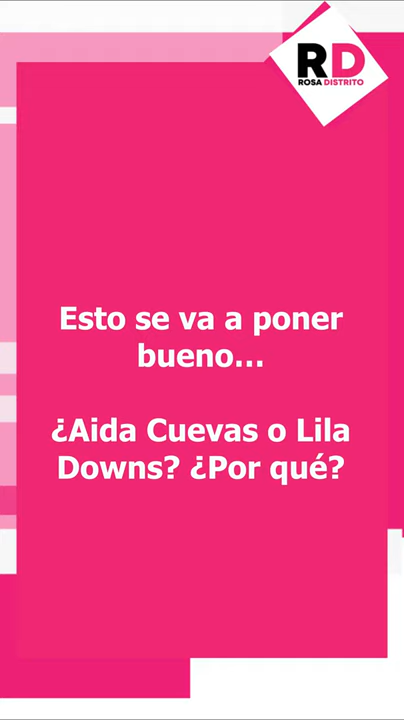 RD
ROSA DISTRITO
Esto se va a poner
bueno...
¿Aida Cuevas o Lila
Downs? ¿Por qué?